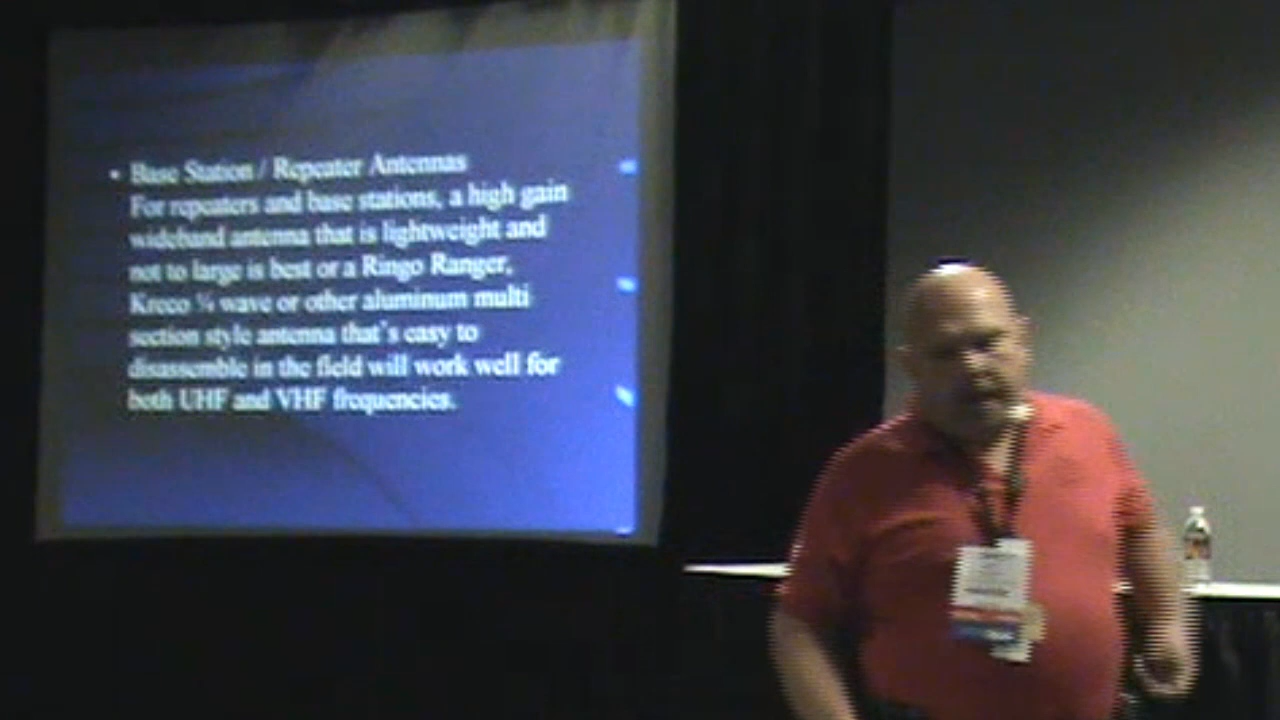 • Base Station / Repeater Antennas
For repeaters and base stations, a high gain
wideband antenna that is lightweight and
not to large is best or a Ringo Ranger,
Kreco ¼ wave or other aluminum multi
section style antenna that's easy to
disassemble in the field will work well for
both UHF and VHF frequencies.